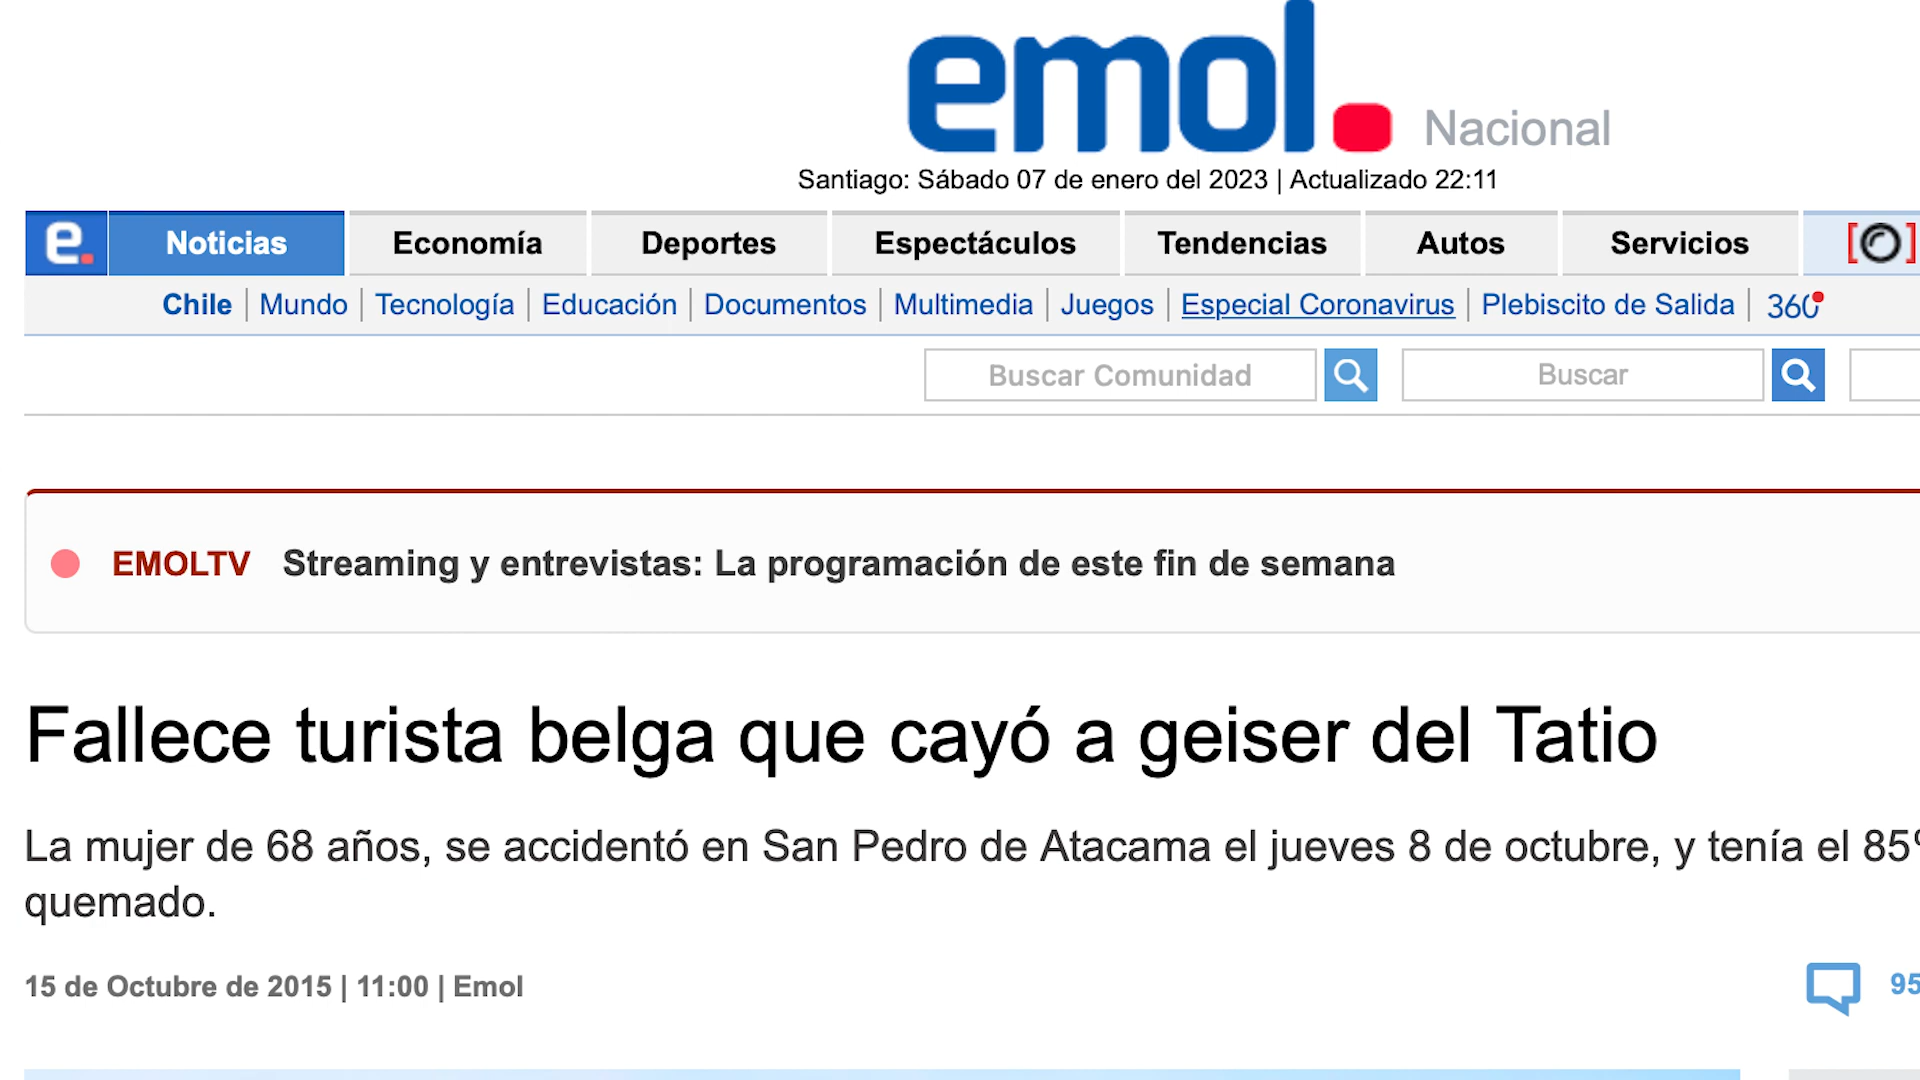 emol. Nacional
Santiago: Sábado 07 de enero del 2023 | Actualizado 22:11
e. Noticias Economía Deportes Espectáculos Tendencias Autos Servicios
Chile | Mundo | Tecnología | Educación | Documentos | Multimedia | Juegos | Especial Coronavirus | Plebiscito de Salida | 360
Buscar Comunidad Buscar
EMOLTV Streaming y entrevistas: La programación de este fin de semana
Fallece turista belga que cayó a geiser del Tatio
La mujer de 68 años, se accidentó en San Pedro de Atacama el jueves 8 de octubre, y tenía el 85
quemado.
15 de Octubre de 2015 | 11:00 | Emol
95